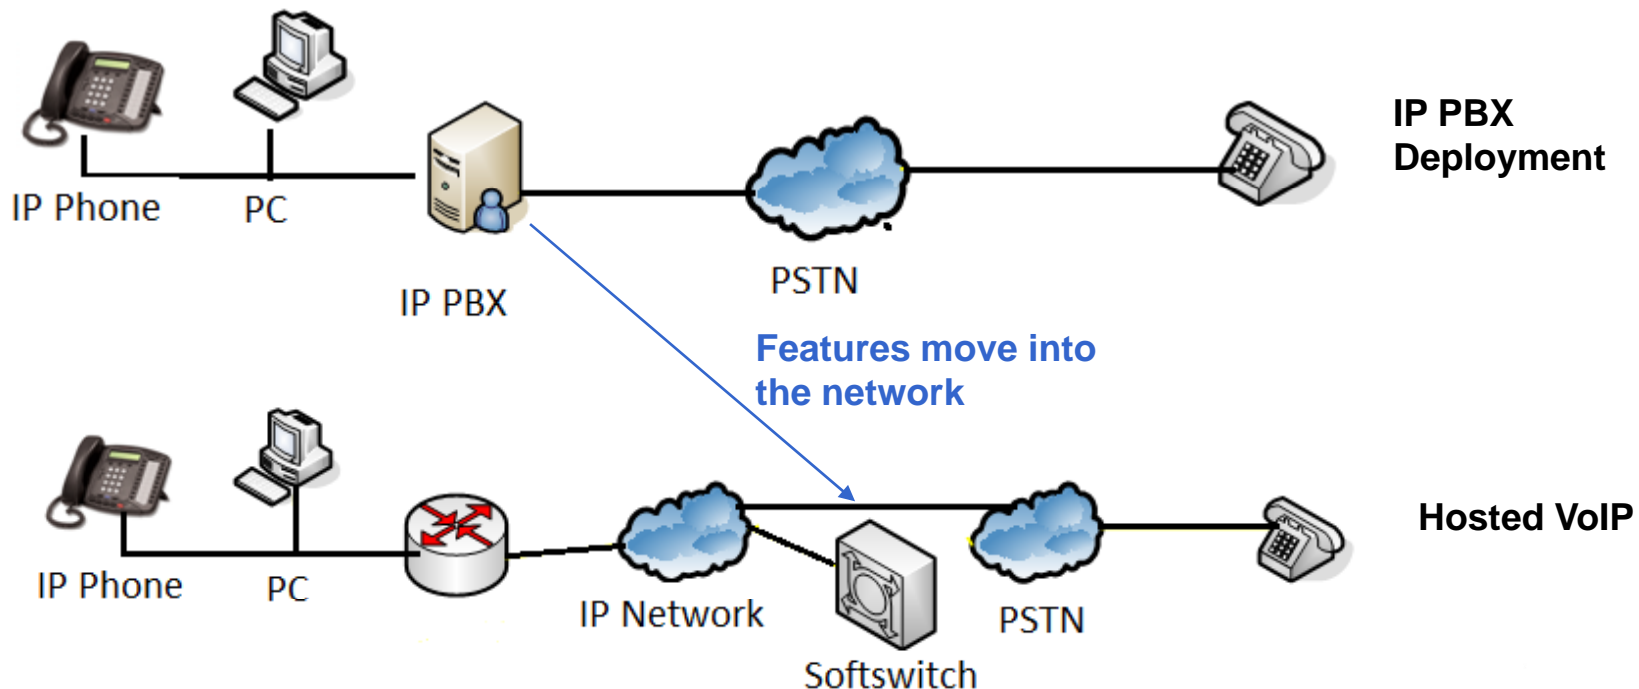 IP PBX
Deployment
IP Phone
PC
IP PBX
PSTN
Features move into
the network
Hosted VoIP
IP Phone
PC
IP Network
PSTN
Softswitch